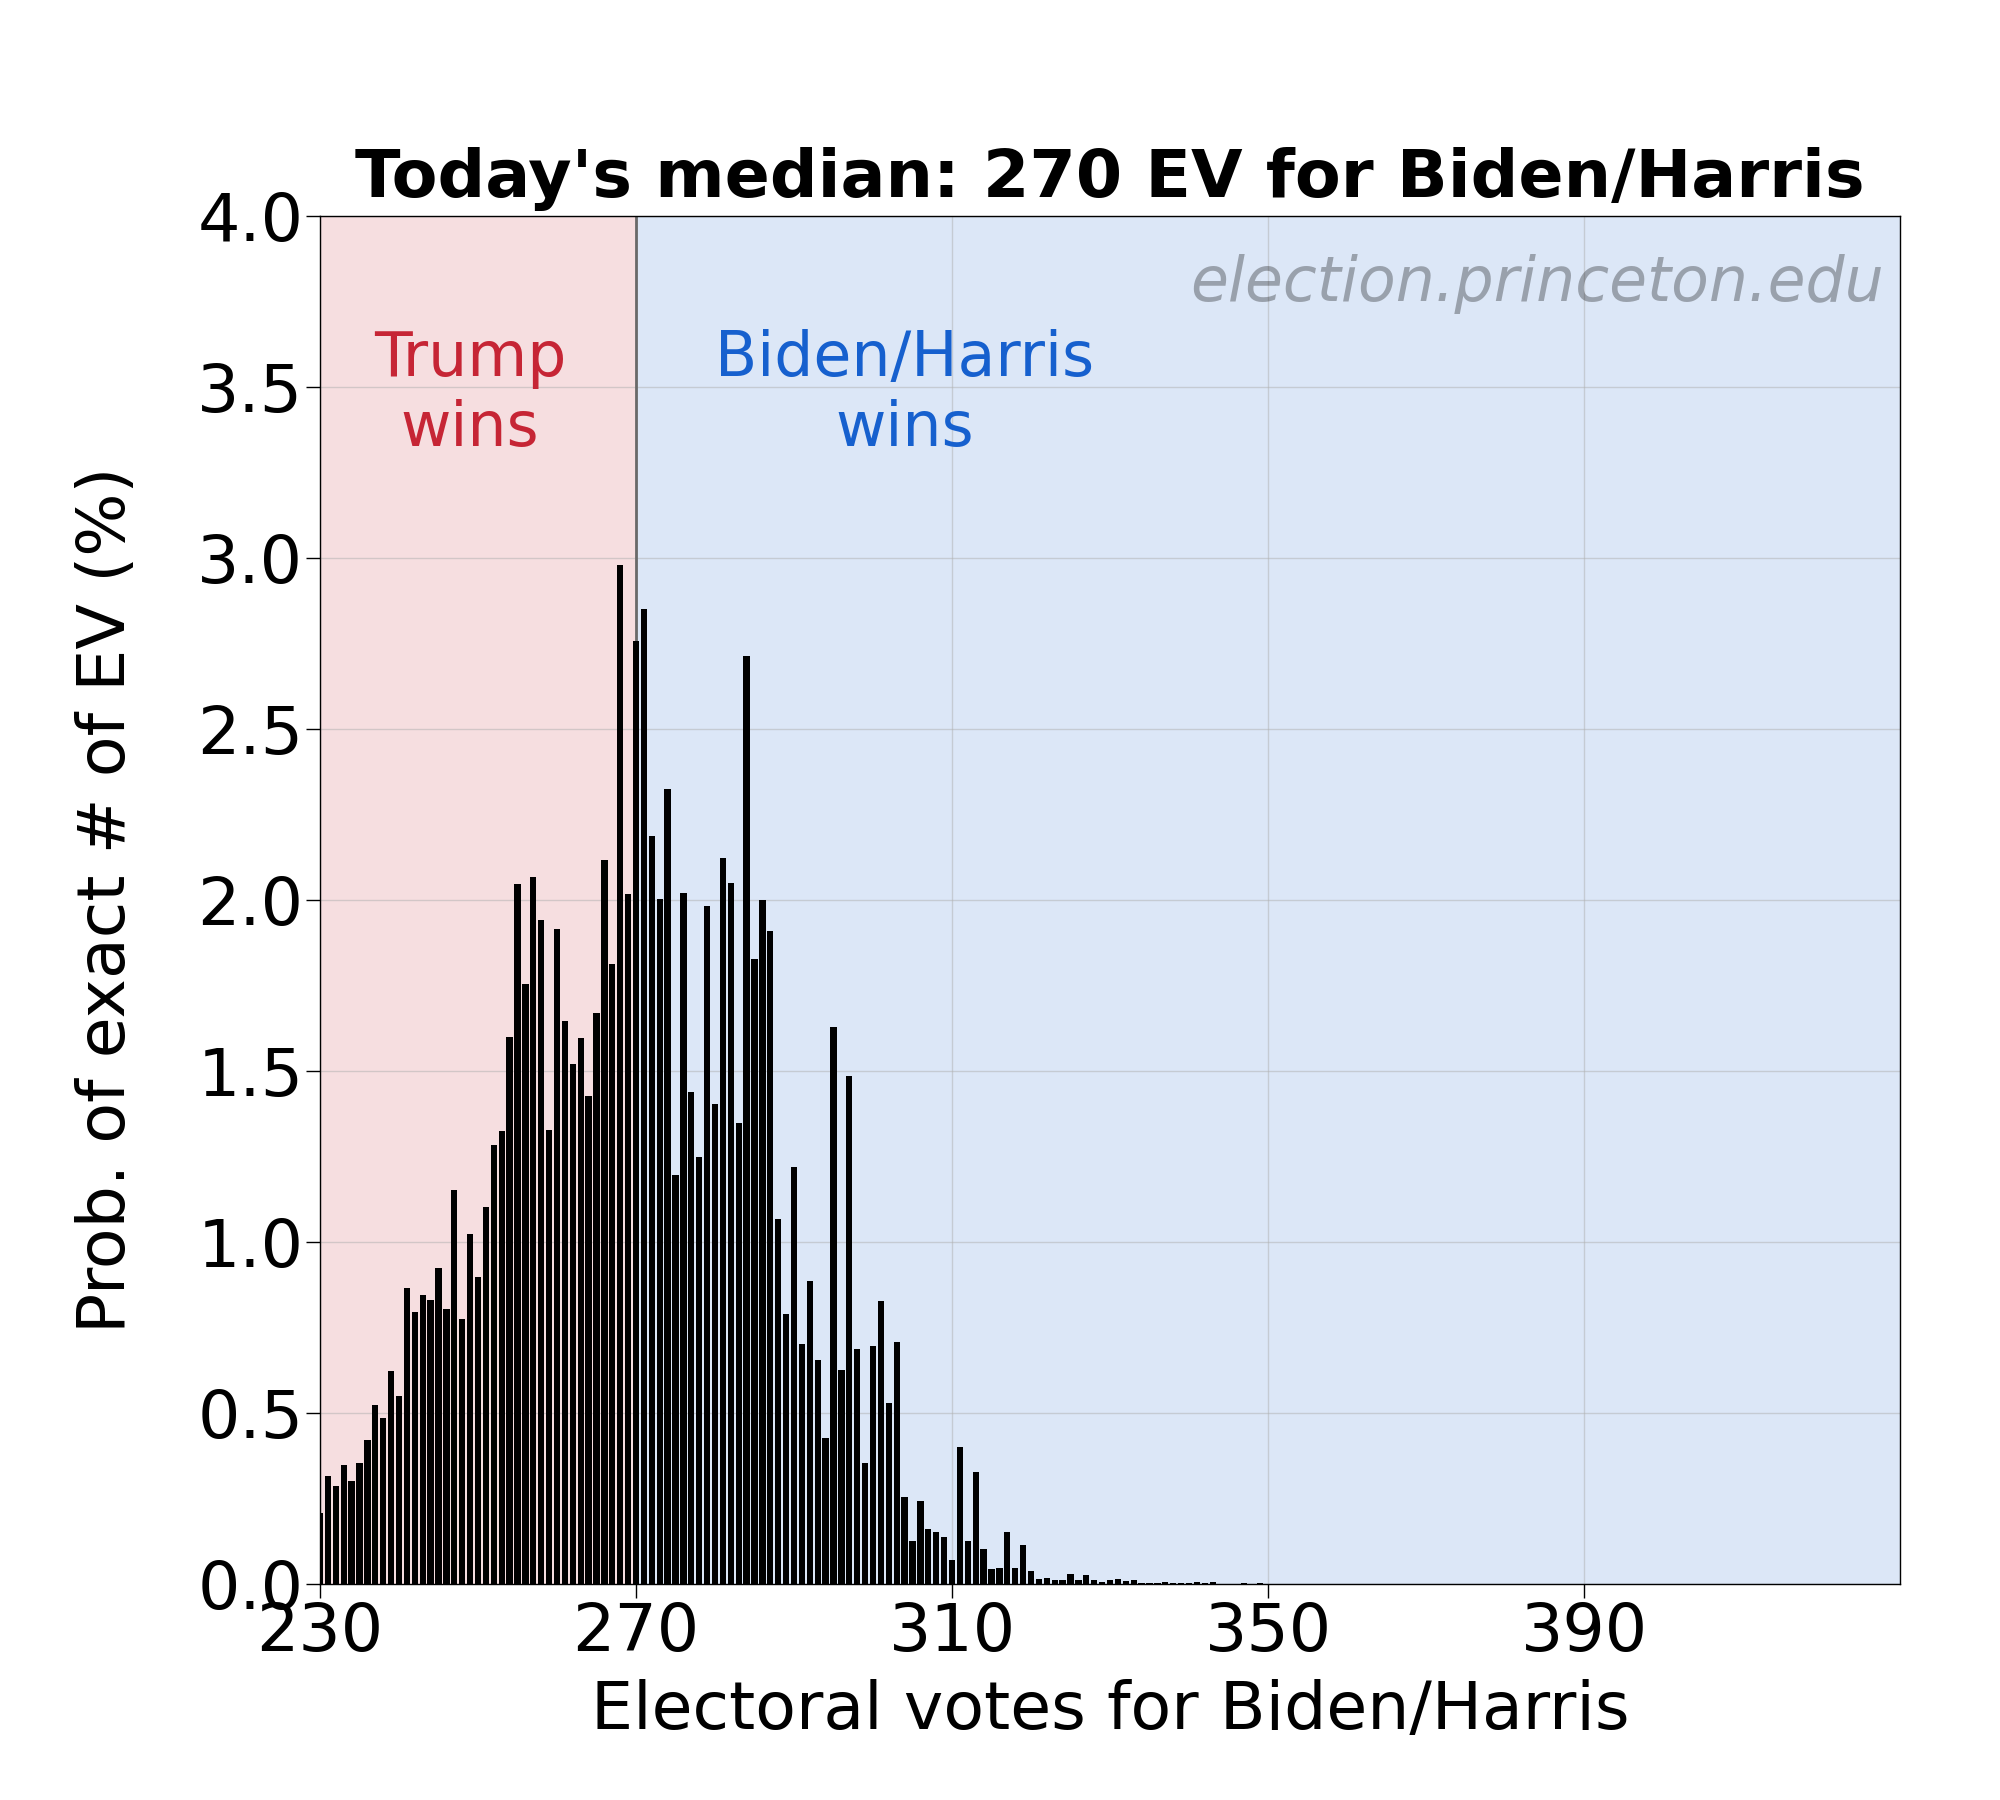 Today's median: 270 EV for Biden/Harris
election.princeton.edu
Trump
wins
Biden/Harris
wins
Prob. of exact # of EV (%)
4.0
3.5
3.0
2.5
2.0
1.5
1.0
0.5
0.0
230 270 310 350 390
Electoral votes for Biden/Harris